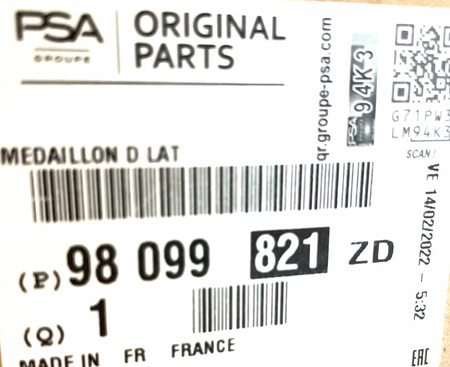 PSA
GROUPE
ORIGINAL
PARTS
qr.groupe-psa.com
PSA 94K3
G71PW3
LM94K3
SCAN!
MEDAILLON D LAT
VE 14/02/2022 - 5:32
(P) 98 099 821 ZD
(Q) 1
MADE IN FR FRANCE
EAC